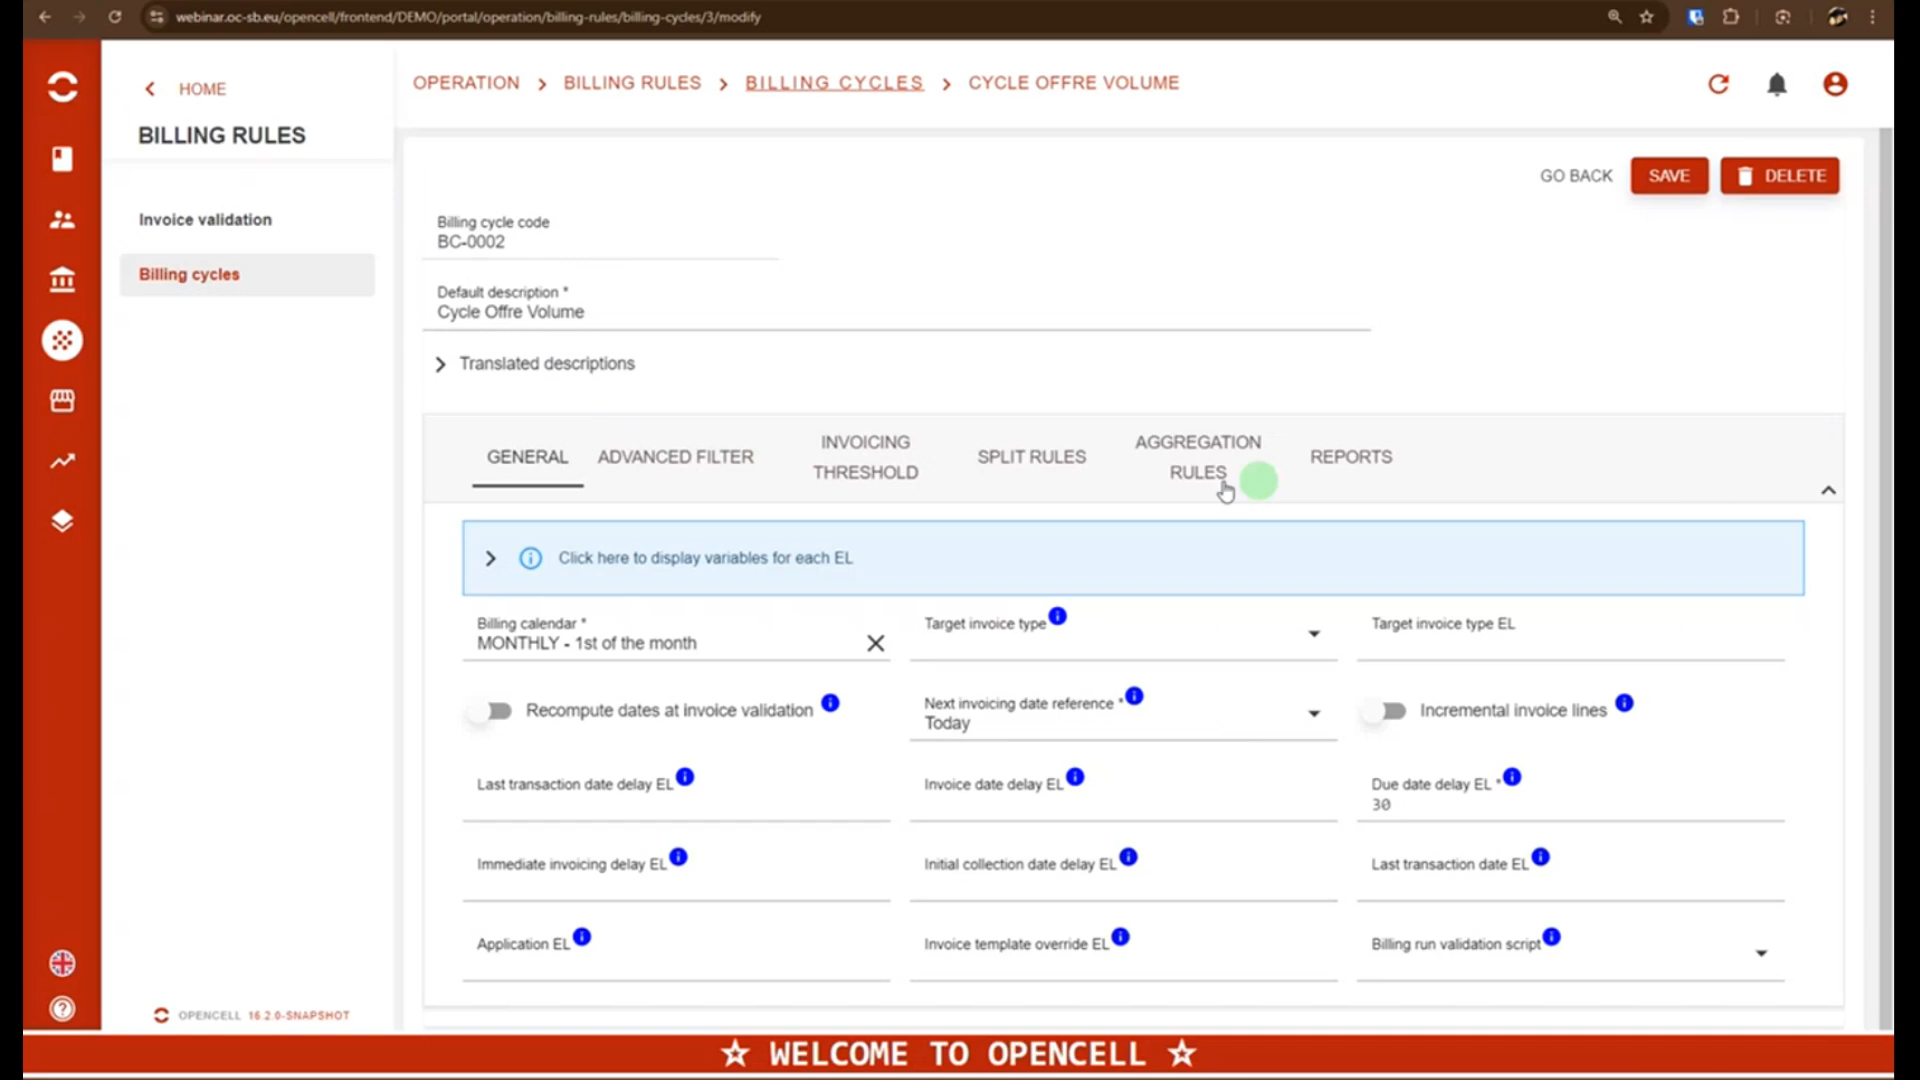 webinar.oc-sb.eu/opencell/frontend/DEMO/portal/operation/billing-rules/billing-cycles/3/modify
HOME
BILLING RULES
Invoice validation
Billing cycles
OPENCELL 16.2.0-SNAPSHOT
OPERATION > BILLING RULES > BILLING CYCLES > CYCLE OFFRE VOLUME
GO BACK SAVE DELETE
Billing cycle code
BC-0002
Default description *
Cycle Offre Volume
Translated descriptions
GENERAL
ADVANCED FILTER
INVOICING
THRESHOLD
SPLIT RULES
AGGREGATION
RULES
REPORTS
Click here to display variables for each EL
Billing calendar *
MONTHLY - 1st of the month
Target invoice type
Target invoice type EL
Recompute dates at invoice validation
Next invoicing date reference *
Today
Incremental invoice lines
Last transaction date delay EL
Invoice date delay EL
Due date delay EL *
30
Immediate invoicing delay EL
Initial collection date delay EL
Last transaction date EL
Application EL
Invoice template override EL
Billing run validation script
☆ WELCOME TO OPENCELL ☆